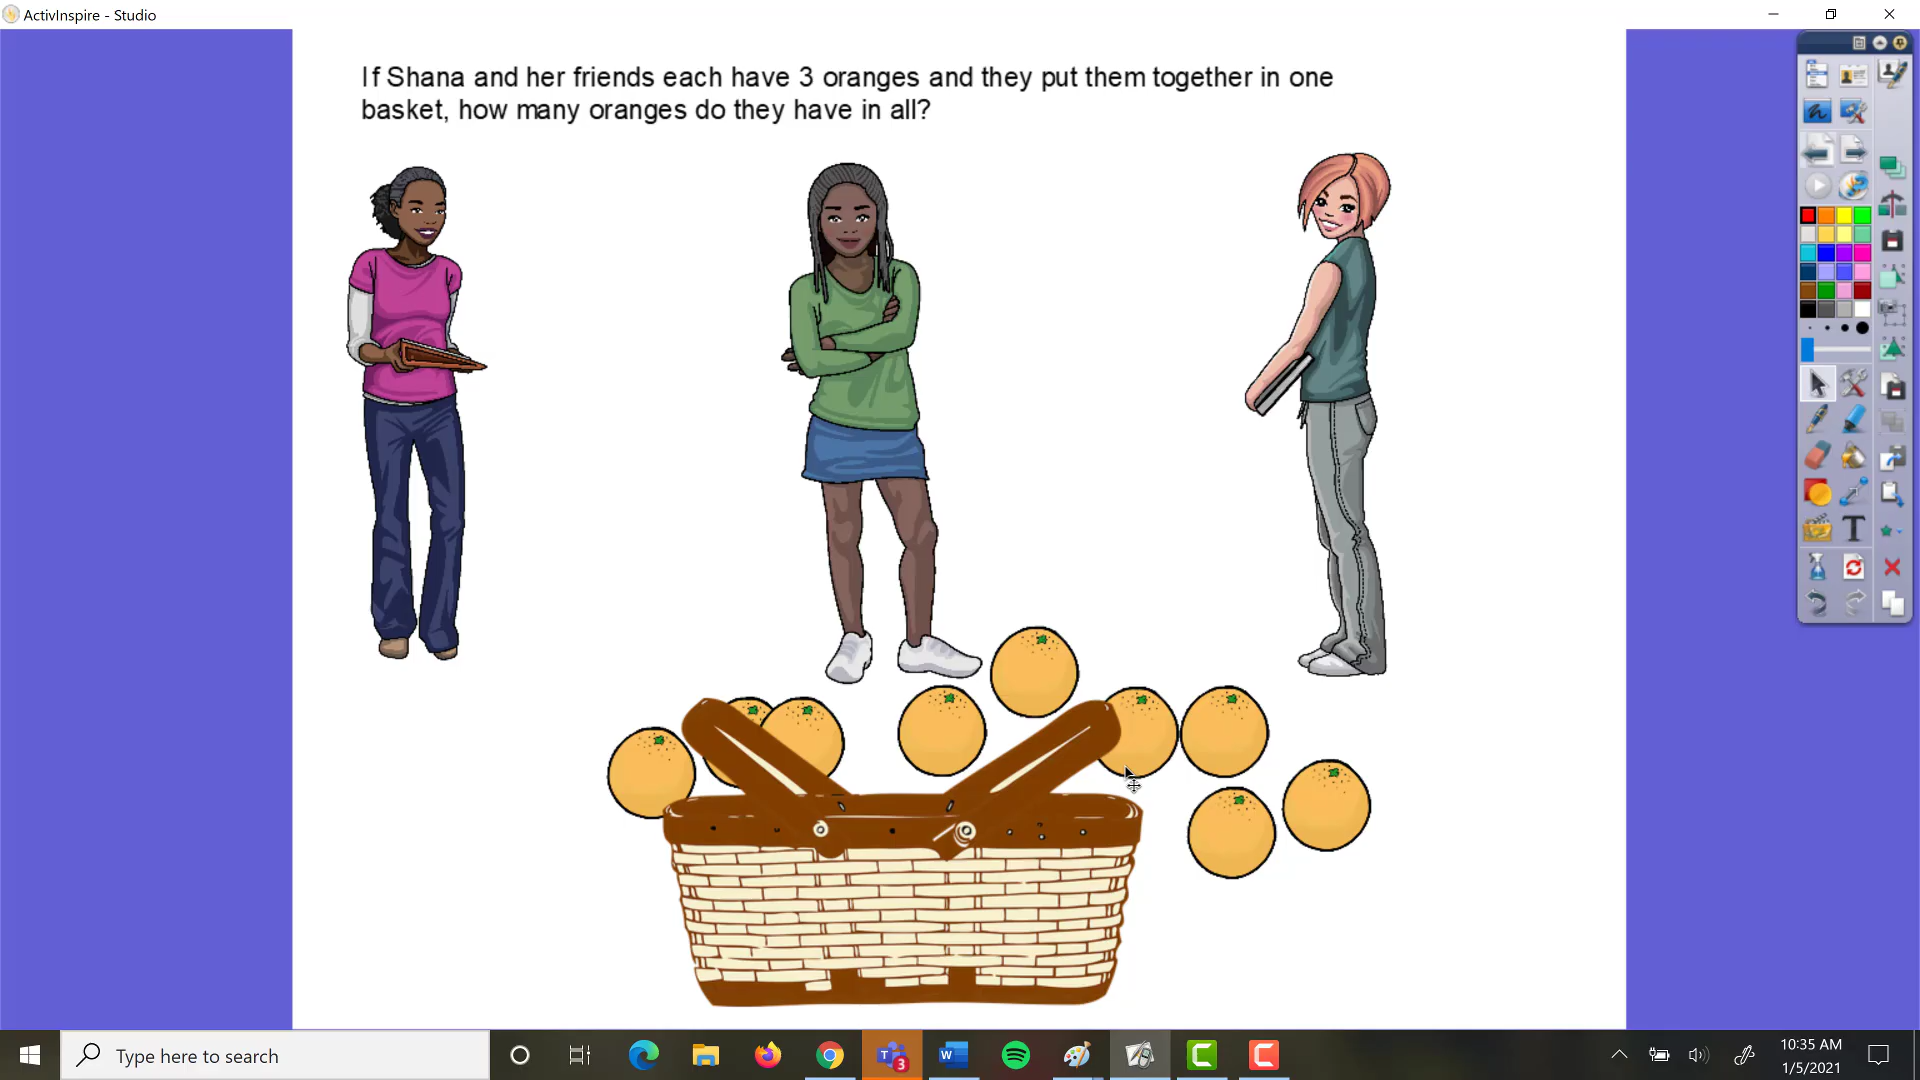 ActivInspire - Studio
If Shana and her friends each have 3 oranges and they put them together in one
basket, how many oranges do they have in all?
Type here to search
3
10:35 AM
1/5/2021